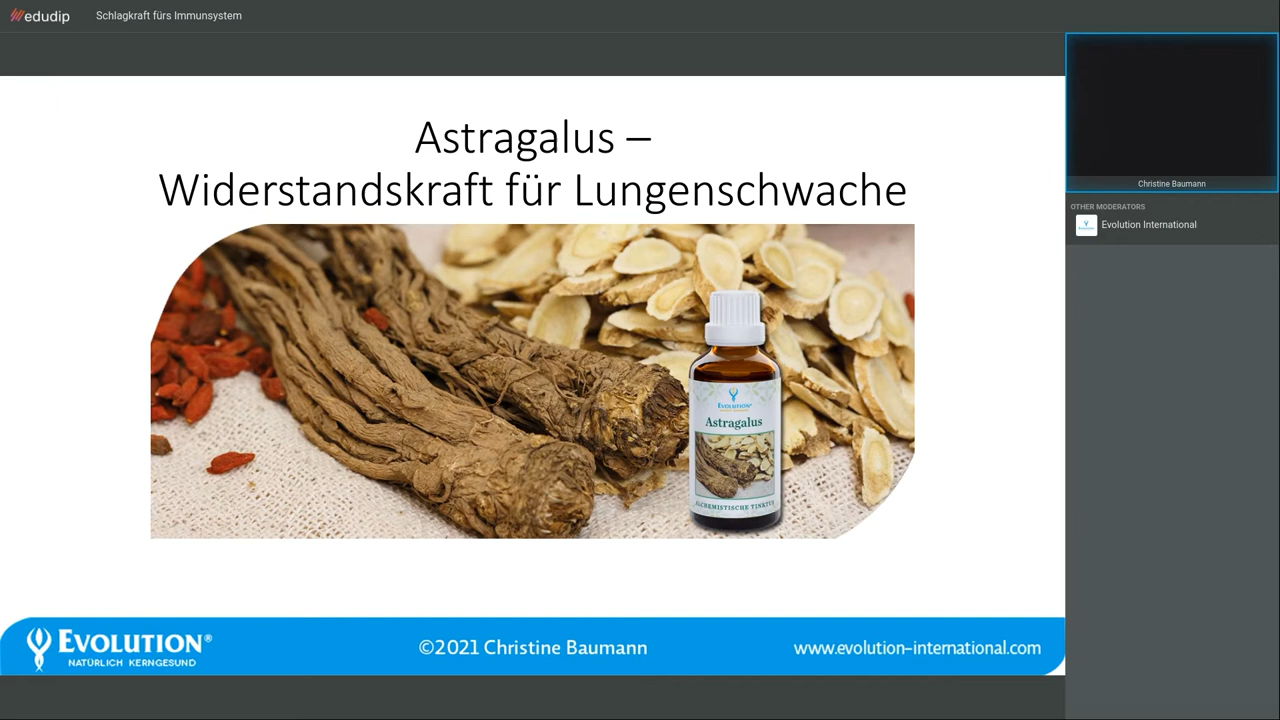 edudip
Schlagkraft fürs Immunsystem
Astragalus –
Widerstandskraft für Lungenschwache
EVOLUTION
Astragalus
ALCHEMISTISCHE TINKTUR
EVOLUTION®
NATÜRLICH KERNGESUND
©2021 Christine Baumann
www.evolution-international.com
Christine Baumann
OTHER MODERATORS
Evolution International